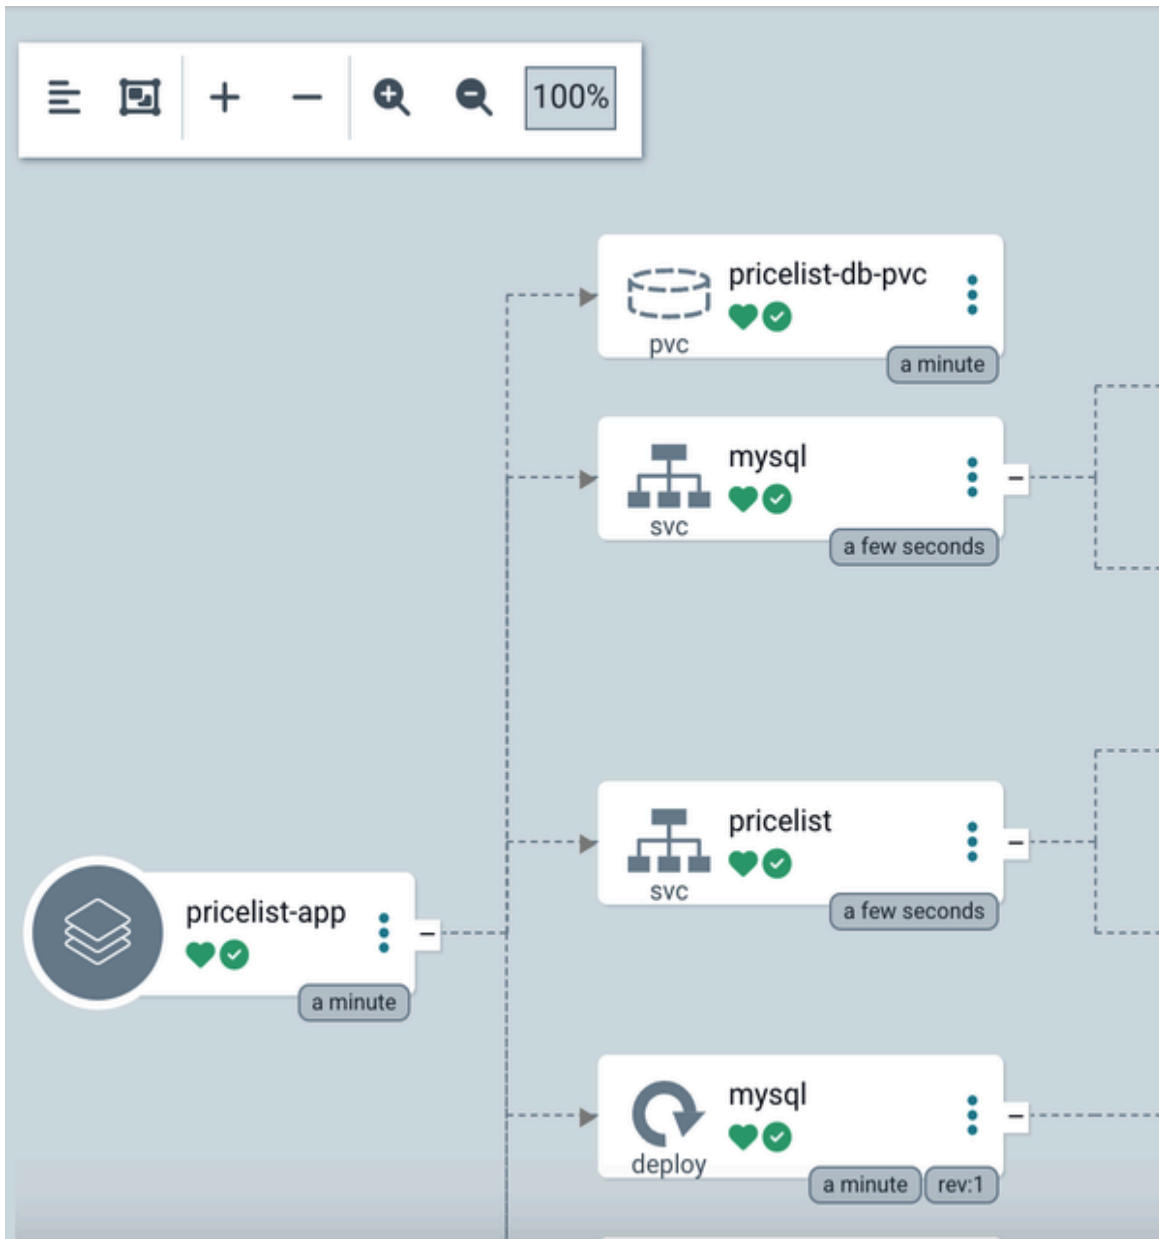 100%
pricelist-db-pvc
pvc
a minute
mysql
svc
a few seconds
pricelist
svc
a few seconds
pricelist-app
a minute
mysql
deploy
a minute
rev:1